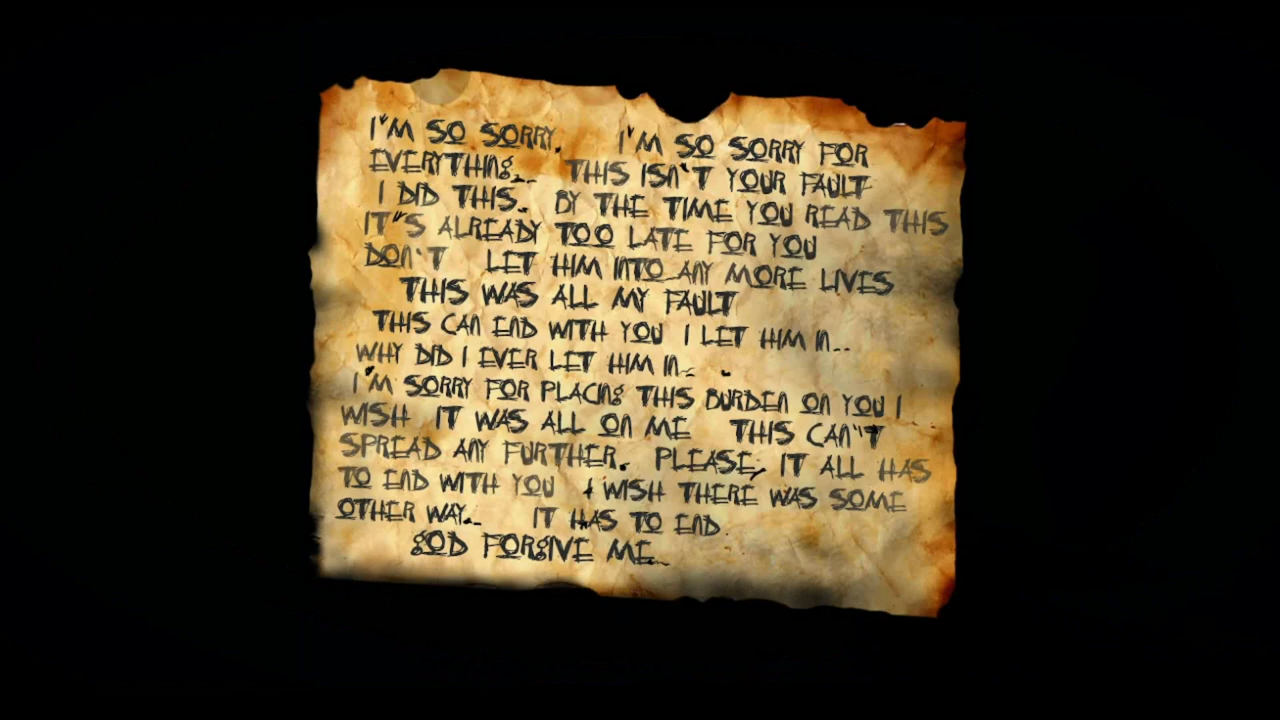 I'M SO SORRY. I'M SO SORRY FOR
EVERYTHING... THIS ISN'T YOUR FAULT
I DID THIS. BY THE TIME YOU READ THIS
IT"S ALREADY TOO LATE FOR YOU
DON'T LET HIM INTO ANY MORE LIVES
THIS WAS ALL MY FAULT
THIS CAN END WITH YOU I LET HIM IN...
WHY DID I EVER LET HIM IN...
I'M SORRY FOR PLACING THIS BURDEN ON YOU I
WISH IT WAS ALL ON ME THIS CAN"T
SPREAD ANY FURTHER. PLEASE, IT ALL HAS
TO END WITH YOU I WISH THERE WAS SOME
OTHER WAY... IT HAS TO END.
GOD FORGIVE ME...